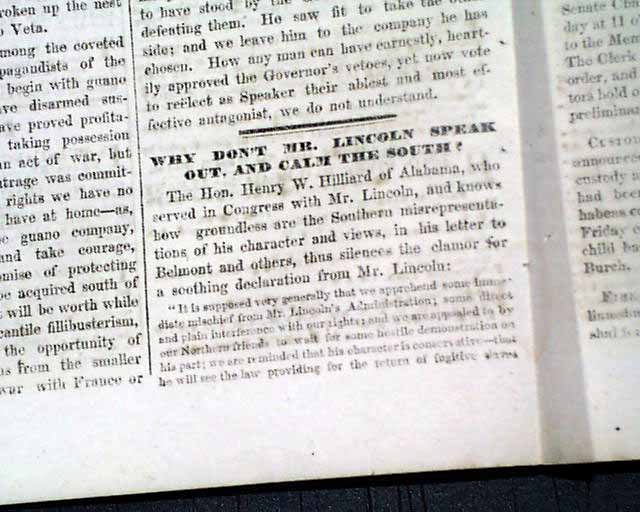 roken up the nest
o Veta.
mong the coveted
pagandists of the
begin with guano
ve disarmed sus-
ave proved profita-
taking possession
n act of war, but
utrage was commit-
rights we have no
have at home—as,
e guano company,
and take courage,
omise of protecting
be acquired south of
will be worth while
cantile fillibusterism,
the opportunity of
s from the smaller
war with France or
to have stood by the
defeating them. He saw fit to take the other
side; and we leave him to the company he has
chosen. How any man can have earnestly, heart-
ily approved the Governor's vetoes, yet now vote
to reëlect as Speaker their ablest and most ef-
fective antagonist, we do not understand.
WHY DON'T MR. LINCOLN SPEAK
OUT, AND CALM THE SOUTH?
The Hon. Henry W. Hilliard of Alabama, who
served in Congress with Mr. Lincoln, and knows
how groundless are the Southern misrepresenta-
tions of his character and views, in his letter to
Belmont and others, thus silences the clamor for
a soothing declaration from Mr. Lincoln:
"It is supposed very generally that we apprehend some imme-
diate mischief from Mr. Lincoln's Administration; some direct
and plain interference with our rights; and we are appealed to by
our Northern friends to wait for some hostile demonstration on
his part; we are reminded that his character is conservative—that
he will see the law providing for the return of fugitive slaves
Senate
day at 11
to the Mem
The Clerk
order, and
tors hold o
preliminar
announce
custody
had bee
habeas
Friday
child ba
Burch.